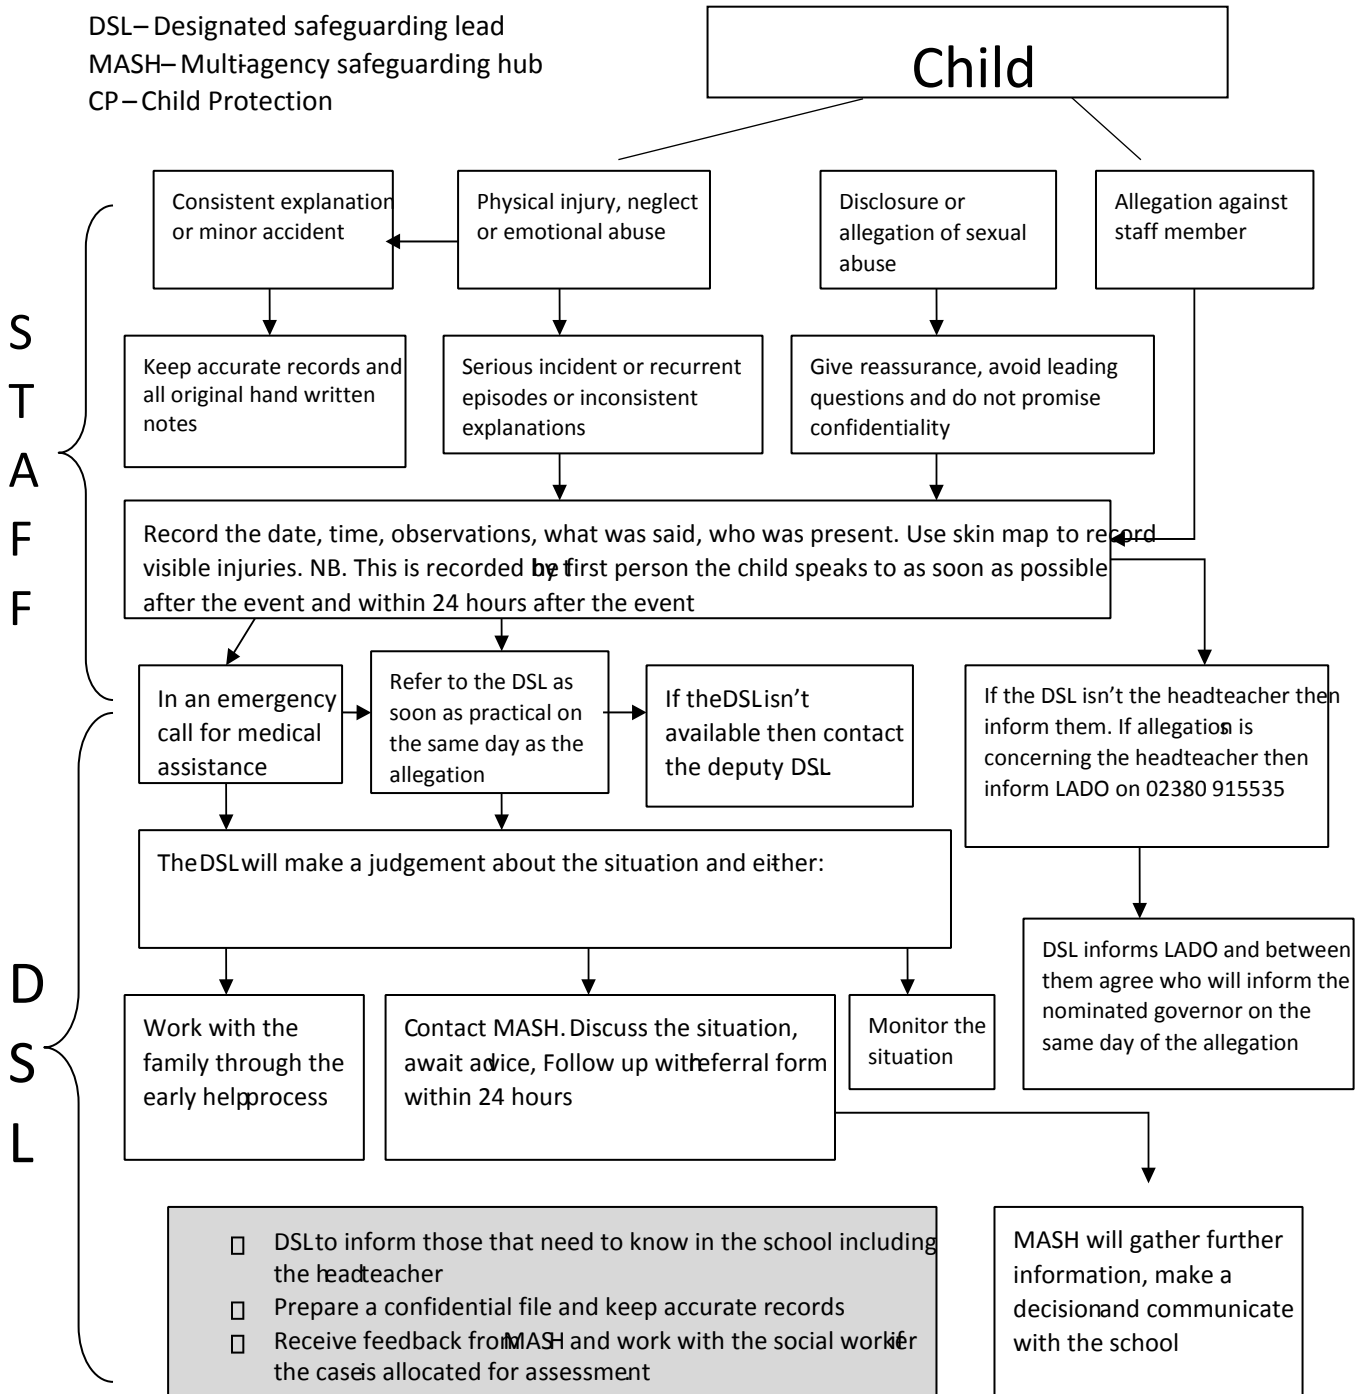 DSL– Designated safeguarding lead
MASH– Multi-agency safeguarding hub
CP – Child Protection
Child
Consistent explanation
or minor accident
Physical injury, neglect
or emotional abuse
Disclosure or
allegation of sexual
abuse
Allegation against
staff member
S
T
A
F
F
Keep accurate records and
all original hand written
notes
Serious incident or recurrent
episodes or inconsistent
explanations
Give reassurance, avoid leading
questions and do not promise
confidentiality
Record the date, time, observations, what was said, who was present. Use skin map to record
visible injuries. NB. This is recorded by the first person the child speaks to as soon as possible
after the event and within 24 hours after the event
In an emergency
call for medical
assistance
Refer to the DSL as
soon as practical on
the same day as the
allegation
If the DSL isn’t
available then contact
the deputy DSL.
If the DSL isn’t the headteacher then
inform them. If allegation is
concerning the headteacher then
inform LADO on 02380 915535
The DSL will make a judgement about the situation and either:
DSL informs LADO and between
them agree who will inform the
nominated governor on the
same day of the allegation
D
S
L
Work with the
family through the
early help process
Contact MASH. Discuss the situation,
await advice, Follow up with referral form
within 24 hours
Monitor the
situation
DSL to inform those that need to know in the school including
the headteacher
Prepare a confidential file and keep accurate records
Receive feedback from MASH and work with the social worker if
the case is allocated for assessment
MASH will gather further
information, make a
decision and communicate
with the school